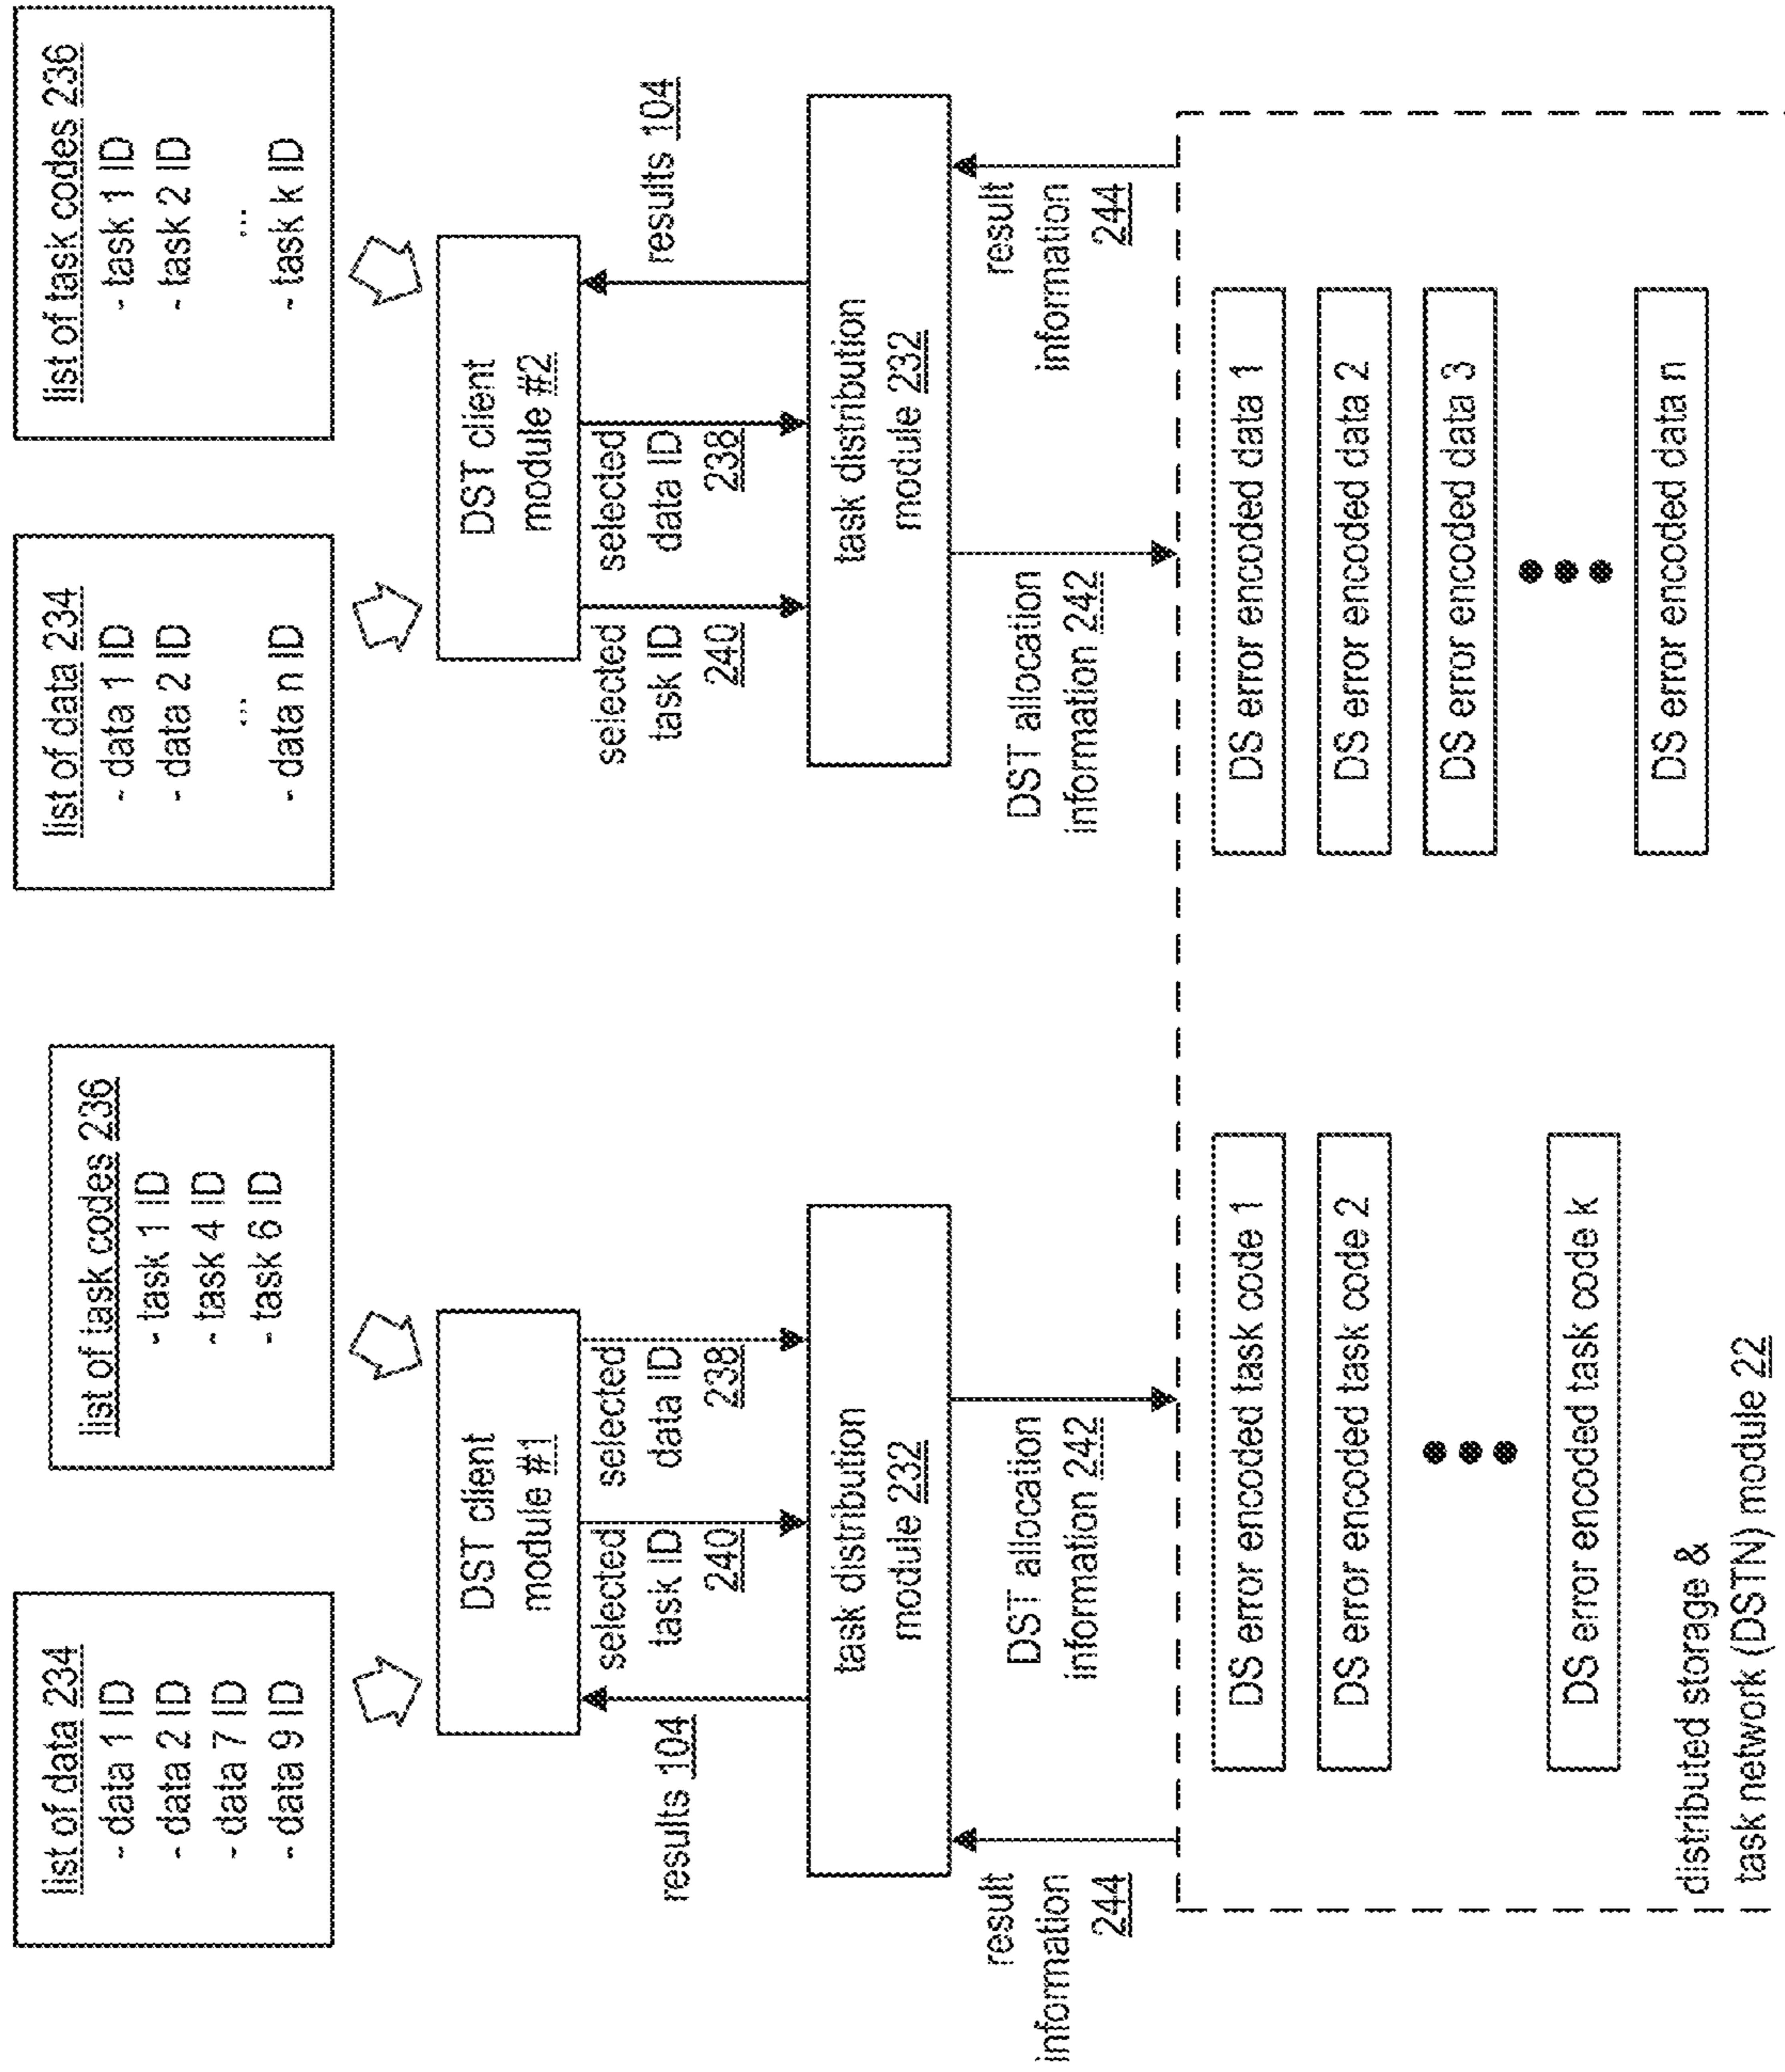 list of data 234
- data 1 ID
- data 2 ID
- data 7 ID
- data 9 ID
list of task codes 236
- task 1 ID
- task 4 ID
- task 6 ID
list of data 234
- data 1 ID
- data 2 ID
...
- data n ID
list of task codes 236
- task 1 ID
- task 2 ID
...
- task k ID
DST client
module #1
DST client
module #2
results 104
selected
task ID
240
selected
data ID
238
selected
task ID
240
selected
data ID
238
results 104
task distribution
module 232
task distribution
module 232
result
information
244
DST allocation
information 242
DST allocation
information 242
result
information
244
DS error encoded task code 1
DS error encoded task code 2
DS error encoded task code k
DS error encoded data 1
DS error encoded data 2
DS error encoded data 3
DS error encoded data n
distributed storage &
task network (DSTN) module 22